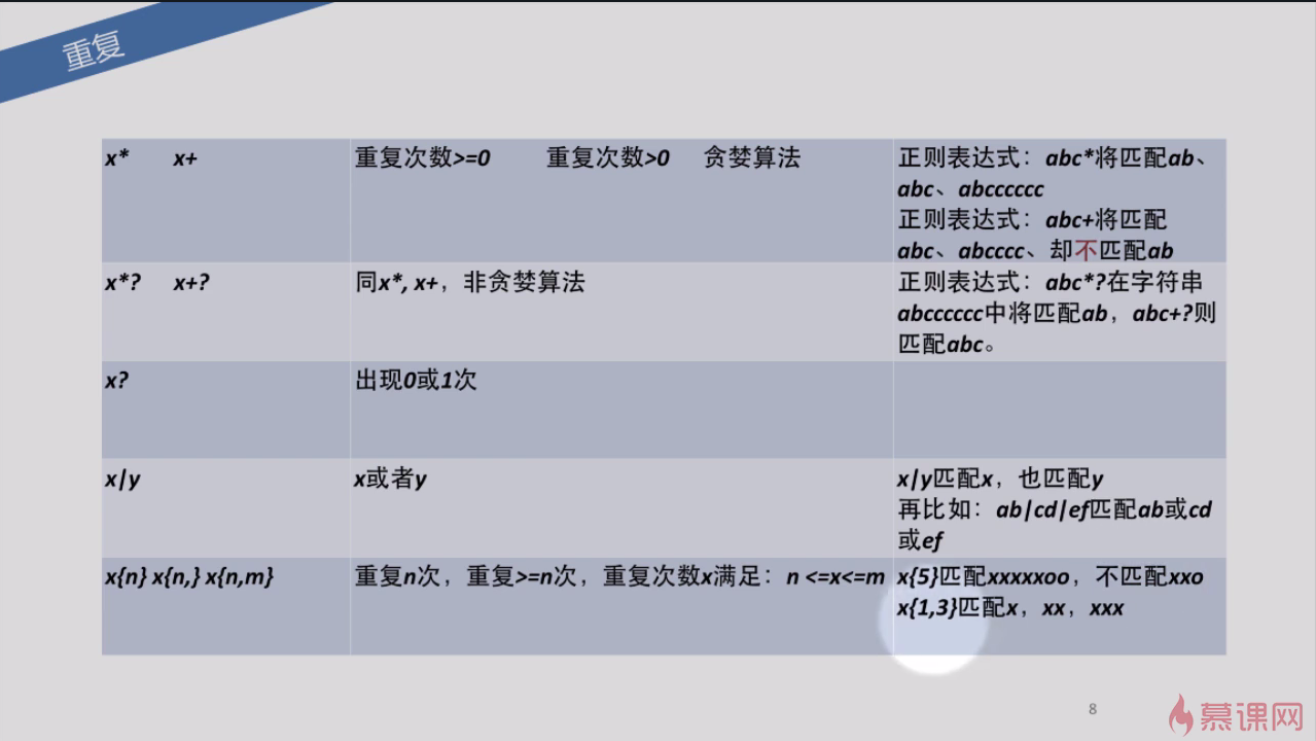 重复
x* x+
重复次数>=0 重复次数>0 贪婪算法
正则表达式：abc*将匹配ab、
abc、abcccccc
正则表达式：abc+将匹配
abc、abcccc、却不匹配ab
x*? x+?
同x*, x+，非贪婪算法
正则表达式：abc*?在字符串
abcccccc中将匹配ab，abc+?则
匹配abc。
x?
出现0或1次
x|y
x或者y
x|y匹配x，也匹配y
再比如：ab|cd|ef匹配ab或cd
或ef
x{n} x{n,} x{n,m}
重复n次，重复>=n次，重复次数x满足：n <=x<=m
x{5}匹配xxxxxoo，不匹配xxo
x{1,3}匹配x，xx，xxx
8
慕课网